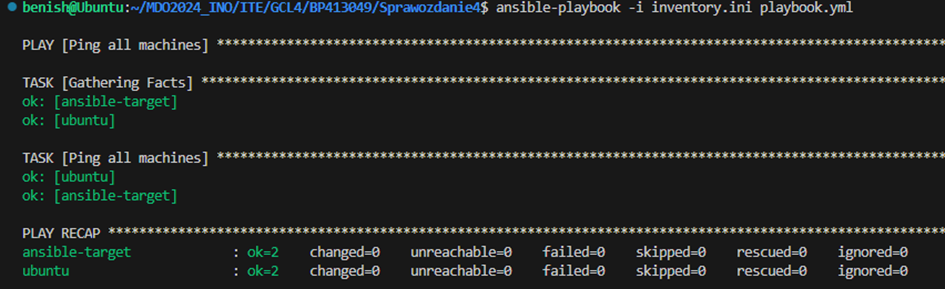 benish@Ubuntu:~/MDO2024_INO/ITE/GCL4/BP413049/Sprawozdanie4$ ansible-playbook -i inventory.ini playbook.yml
PLAY [Ping all machines] ************************************************************************************************
TASK [Gathering Facts] **************************************************************************************************
ok: [ansible-target]
ok: [ubuntu]
TASK [Ping all machines] ************************************************************************************************
ok: [ubuntu]
ok: [ansible-target]
PLAY RECAP **************************************************************************************************************
ansible-target : ok=2 changed=0 unreachable=0 failed=0 skipped=0 rescued=0 ignored=0
ubuntu : ok=2 changed=0 unreachable=0 failed=0 skipped=0 rescued=0 ignored=0